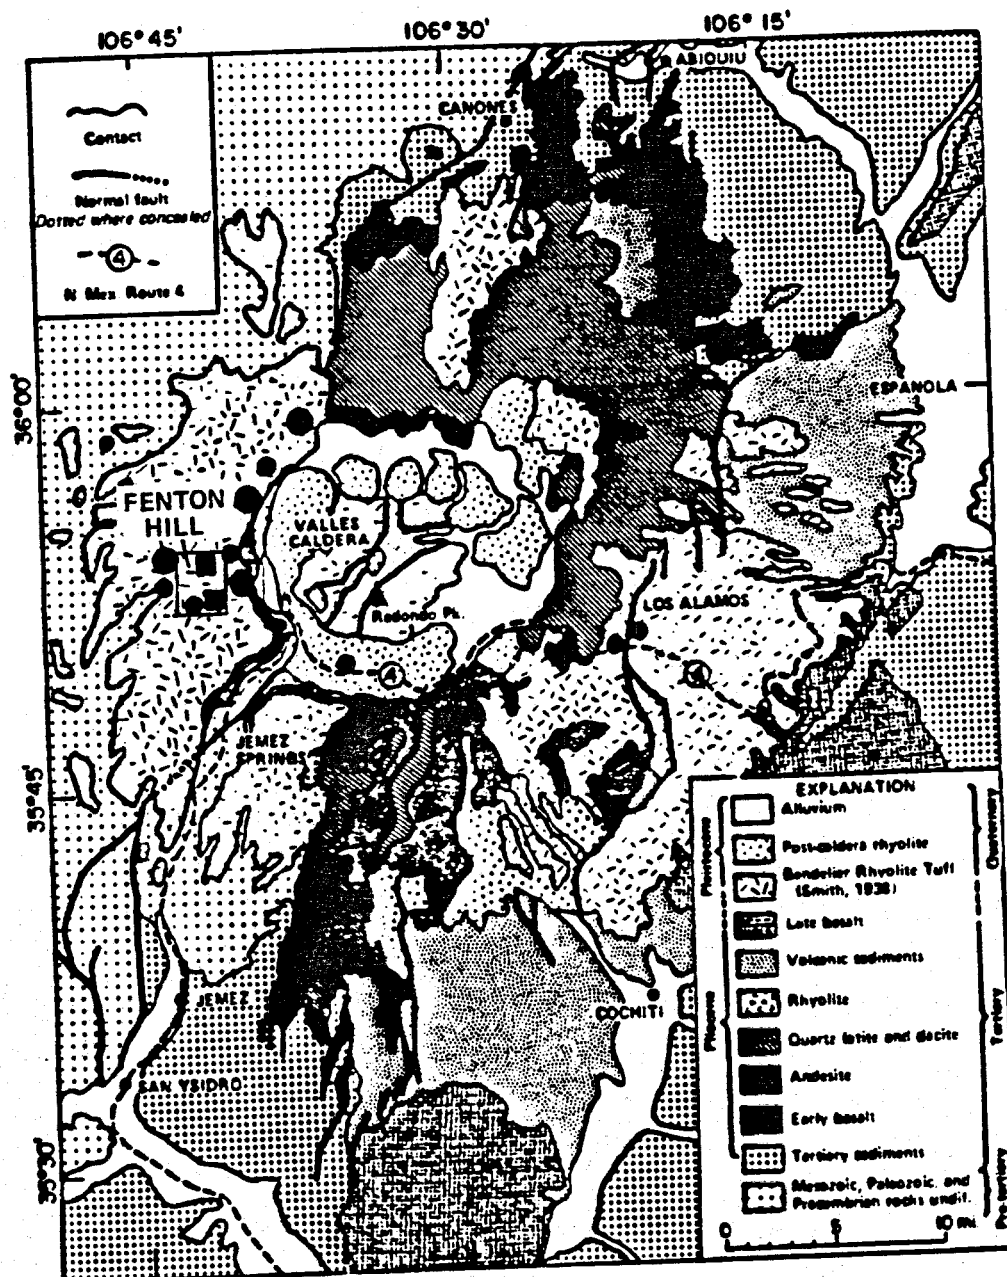 106° 45'
106° 30'
106° 15'
Contact
Normal fault
Dotted where concealed
4
N Mex. Route 4
ABIQUIU
CANONES
36° 00'
ESPANOLA
FENTON
HILL
VALLES
CALDERA
Redondo Pk.
LOS ALAMOS
4
4
JEMEZ
SPRINGS
35° 45'
JEMEZ
COCHITI
SAN YSIDRO
35° 30'
EXPLANATION
Alluvium
Post-caldera rhyolite
Bandelier Rhyolite Tuff
(Smith, 1938)
Late basalt
Volcanic sediments
Rhyolite
Quartz latite and dacite
Andesite
Early basalt
Tertiary sediments
Mesozoic, Paleozoic, and
Precambrian rocks undif.
Pleistocene
Pliocene
Quaternary
Tertiary
0 5 10 Mi.